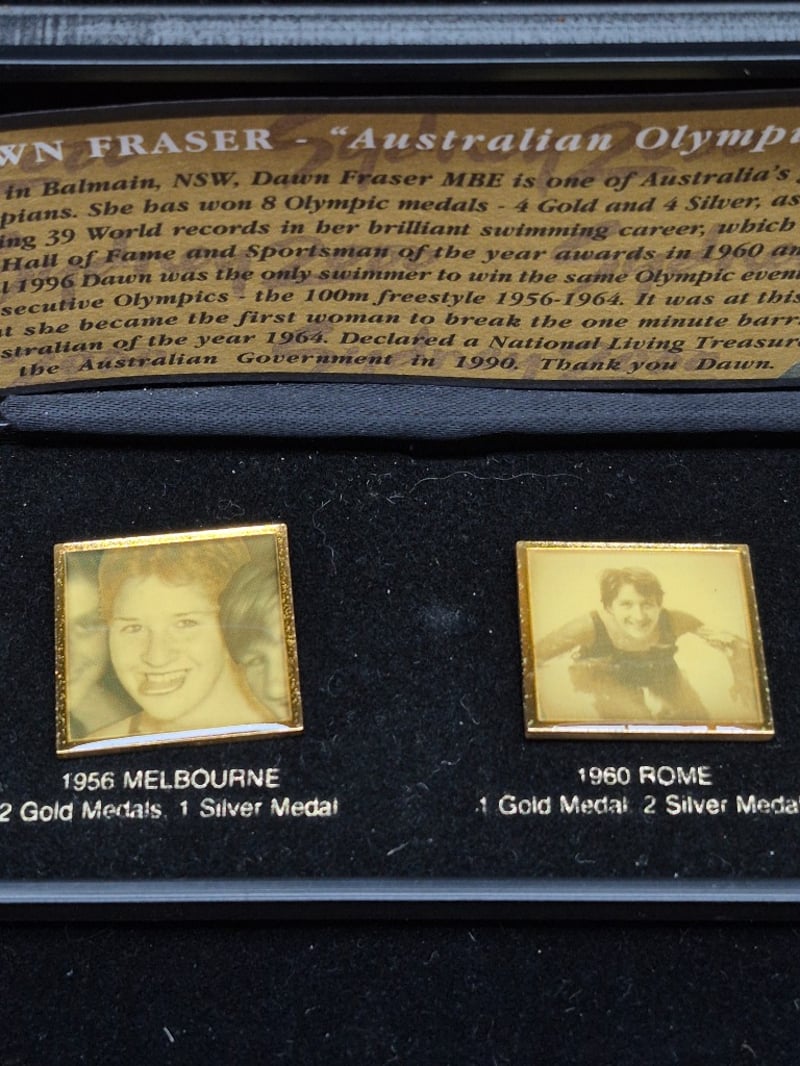 WN FRASER - "Australian Olympi
in Balmain, NSW, Dawn Fraser MBE is one of Australia's
pians. She has won 8 Olympic medals - 4 Gold and 4 Silver, as
ing 39 World records in her brilliant swimming career, which
Hall of Fame and Sportsman of the year awards in 1960 an
l 1996 Dawn was the only swimmer to win the same Olympic even
secutive Olympics - the 100m freestyle 1956-1964. It was at this
t she became the first woman to break the one minute barr
stralian of the year 1964. Declared a National Living Treasure
the Australian Government in 1990. Thank you Dawn.
1956 MELBOURNE
2 Gold Medals, 1 Silver Medal
1960 ROME
1 Gold Medal, 2 Silver Medal